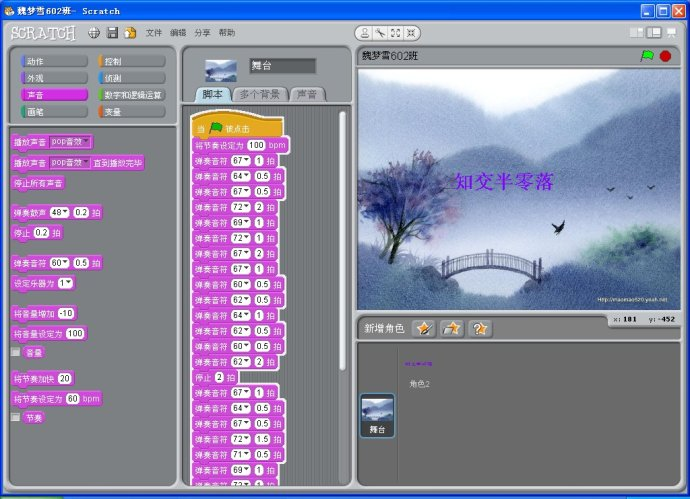 魏梦雪602班- Scratch
SCRATCH 文件 编辑 分享 帮助
动作 控制
外观 侦测
声音 数字和逻辑运算
画笔 变量
播放声音 pop音效
播放声音 pop音效 直到播放完毕
停止所有声音
弹奏鼓声 48 0.2 拍
停止 0.2 拍
弹奏音符 60 0.5 拍
设定乐器为 1
将音量增加 -10
将音量设定为 100
音量
将节奏加快 20
将节奏设定为 60 bpm
节奏
舞台
脚本 多个背景 声音
当 被点击
将节奏设定为 100 bpm
弹奏音符 67 1 拍
弹奏音符 64 0.5 拍
弹奏音符 67 0.5 拍
弹奏音符 72 2 拍
弹奏音符 69 1 拍
弹奏音符 72 1 拍
弹奏音符 67 2 拍
弹奏音符 67 1 拍
弹奏音符 60 0.5 拍
弹奏音符 62 0.5 拍
弹奏音符 64 1 拍
弹奏音符 62 0.5 拍
弹奏音符 60 0.5 拍
弹奏音符 62 2 拍
停止 2 拍
弹奏音符 67 1 拍
弹奏音符 64 0.5 拍
弹奏音符 67 0.5 拍
弹奏音符 72 1.5 拍
弹奏音符 71 0.5 拍
弹奏音符 69 1 拍
弹奏音符 72 1 拍
魏梦雪602班
知交半零落
Http://maomao520.yeah.net
x: 181 y: -452
新增角色
角色2
舞台